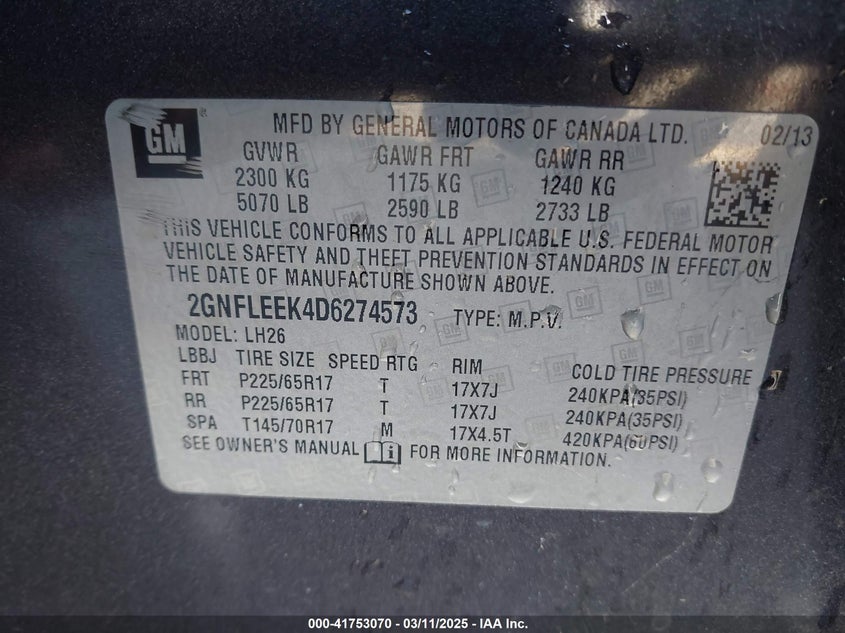 GM
MFD BY GENERAL MOTORS OF CANADA LTD. 02/13
GVWR GAWR FRT GAWR RR
2300 KG 1175 KG 1240 KG
5070 LB 2590 LB 2733 LB
THIS VEHICLE CONFORMS TO ALL APPLICABLE U.S. FEDERAL MOTOR
VEHICLE SAFETY AND THEFT PREVENTION STANDARDS IN EFFECT ON
THE DATE OF MANUFACTURE SHOWN ABOVE.
2GNFLEEK4D6274573 TYPE: M.P.V.
MODEL: LH26
LBBJ TIRE SIZE SPEED RTG RIM COLD TIRE PRESSURE
FRT P225/65R17 T 17X7J 240KPA(35PSI)
RR P225/65R17 T 17X7J 240KPA(35PSI)
SPA T145/70R17 M 17X4.5T 420KPA(60PSI)
SEE OWNER'S MANUAL i FOR MORE INFORMATION.
000-41753070 - 03/11/2025 - IAA Inc.